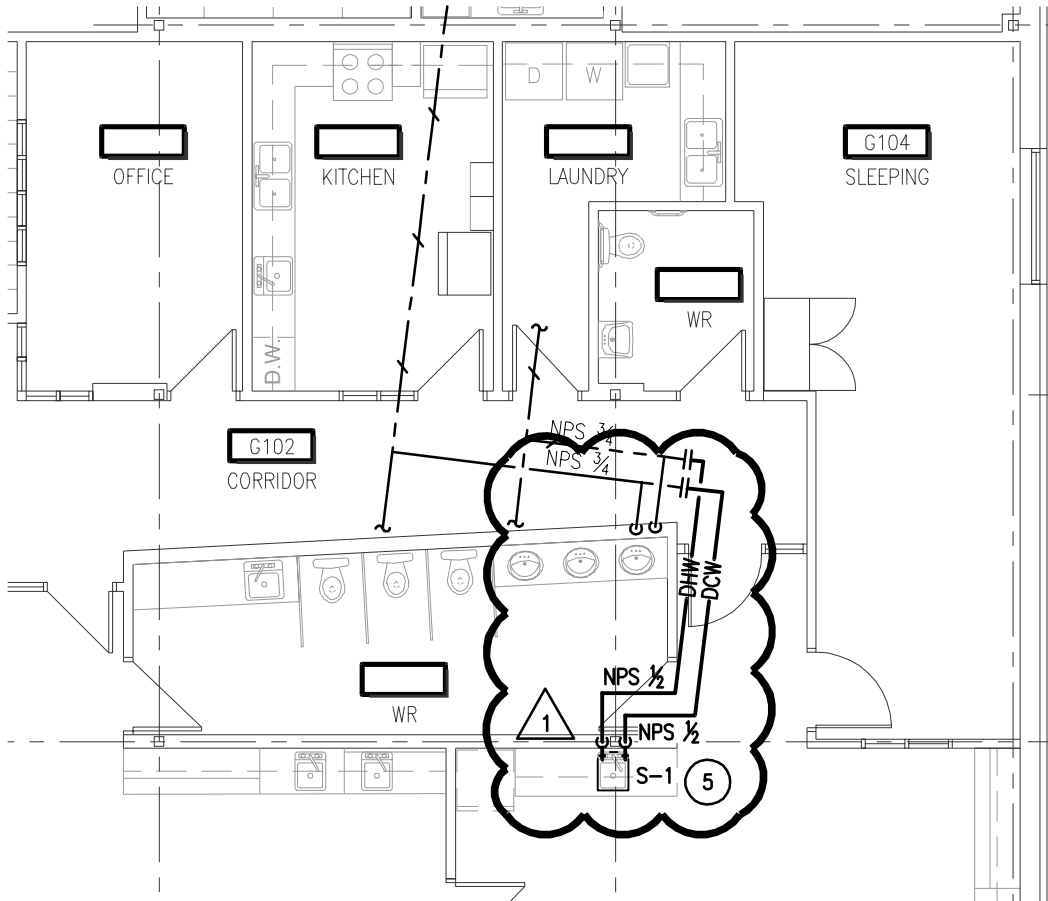 D W
G104
OFFICE KITCHEN LAUNDRY SLEEPING
WR
D.W.
NPS 3/4
G102
NPS 3/4
CORRIDOR
DHW
DCW
NPS 1/2
WR
1
NPS 1/2
S-1
5